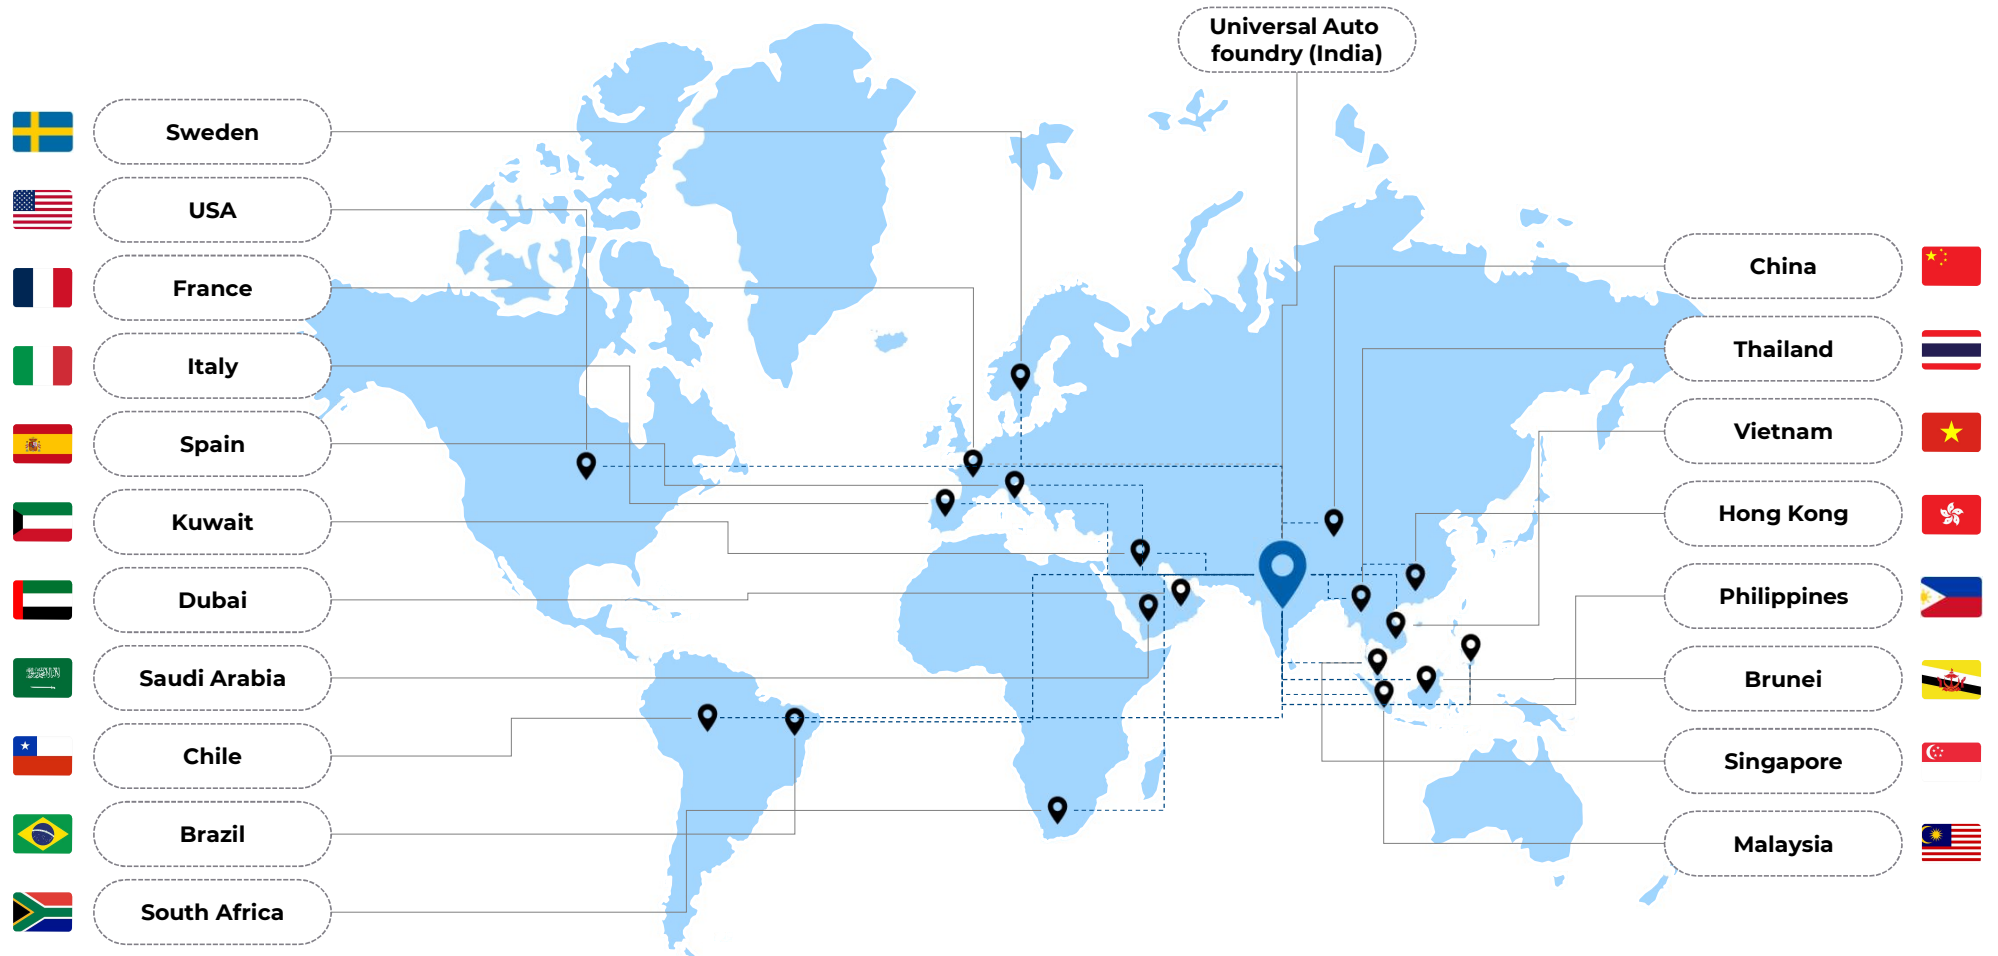 Universal Auto
foundry (India)
Sweden
USA
France
Italy
Spain
Kuwait
Dubai
Saudi Arabia
Chile
Brazil
South Africa
China
Thailand
Vietnam
Hong Kong
Philippines
Brunei
Singapore
Malaysia